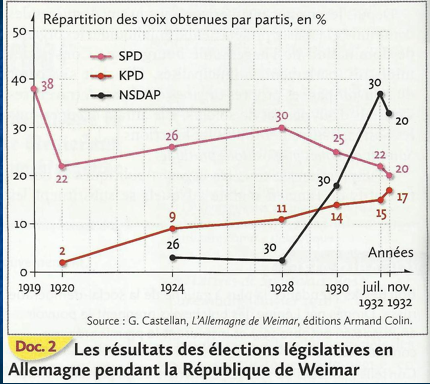 Répartition des voix obtenues par partis, en %
50
SPD
KPD
NSDAP
40
38
30
20
30
30
26
25
22
22
20
20
30
17
10
9
11
14
15
2
26
30
Années
0
1919 1920 1924 1928 1930 juil. nov.
1932 1932
Source : G. Castellan, L'Allemagne de Weimar, éditions Armand Colin.
Doc. 2 Les résultats des élections législatives en
Allemagne pendant la République de Weimar